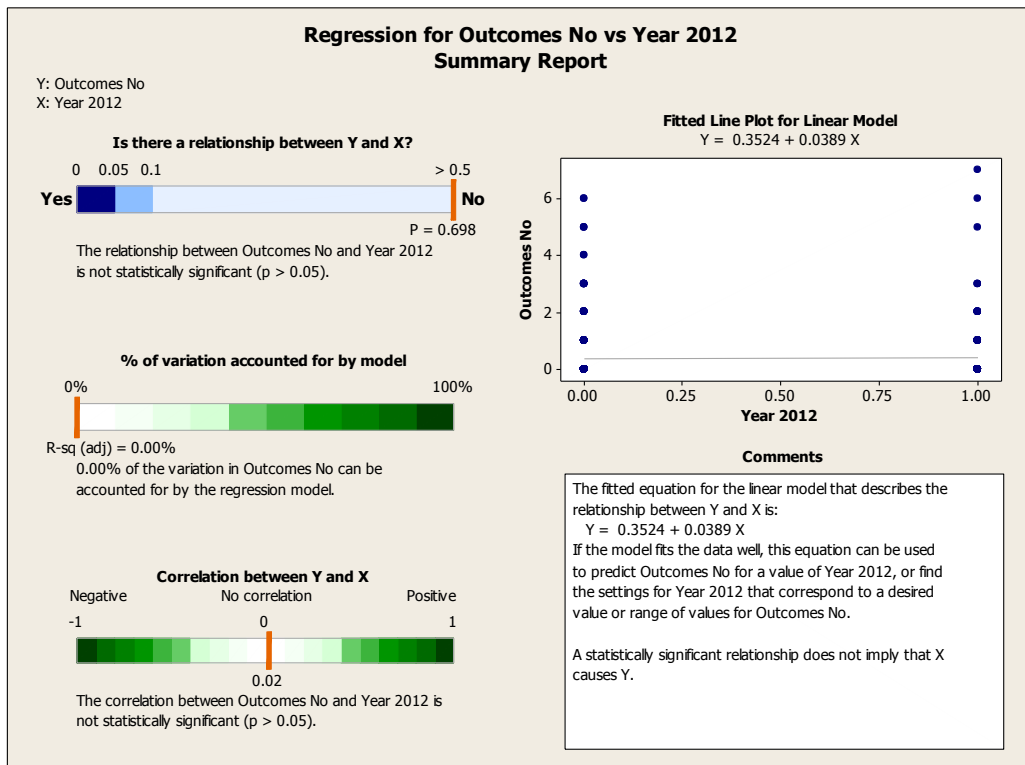 Regression for Outcomes No vs Year 2012
Summary Report
Y: Outcomes No
X: Year 2012
Is there a relationship between Y and X?
0 0.05 0.1 > 0.5
Yes No
P = 0.698
The relationship between Outcomes No and Year 2012
is not statistically significant (p > 0.05).
% of variation accounted for by model
0% 100%
R-sq (adj) = 0.00%
0.00% of the variation in Outcomes No can be
accounted for by the regression model.
Correlation between Y and X
Negative No correlation Positive
-1 0 1
0.02
The correlation between Outcomes No and Year 2012 is
not statistically significant (p > 0.05).
Fitted Line Plot for Linear Model
Y = 0.3524 + 0.0389 X
6
4
2
0
Outcomes No
0.00 0.25 0.50 0.75 1.00
Year 2012
Comments
The fitted equation for the linear model that describes the
relationship between Y and X is:
Y = 0.3524 + 0.0389 X
If the model fits the data well, this equation can be used
to predict Outcomes No for a value of Year 2012, or find
the settings for Year 2012 that correspond to a desired
value or range of values for Outcomes No.
A statistically significant relationship does not imply that X
causes Y.